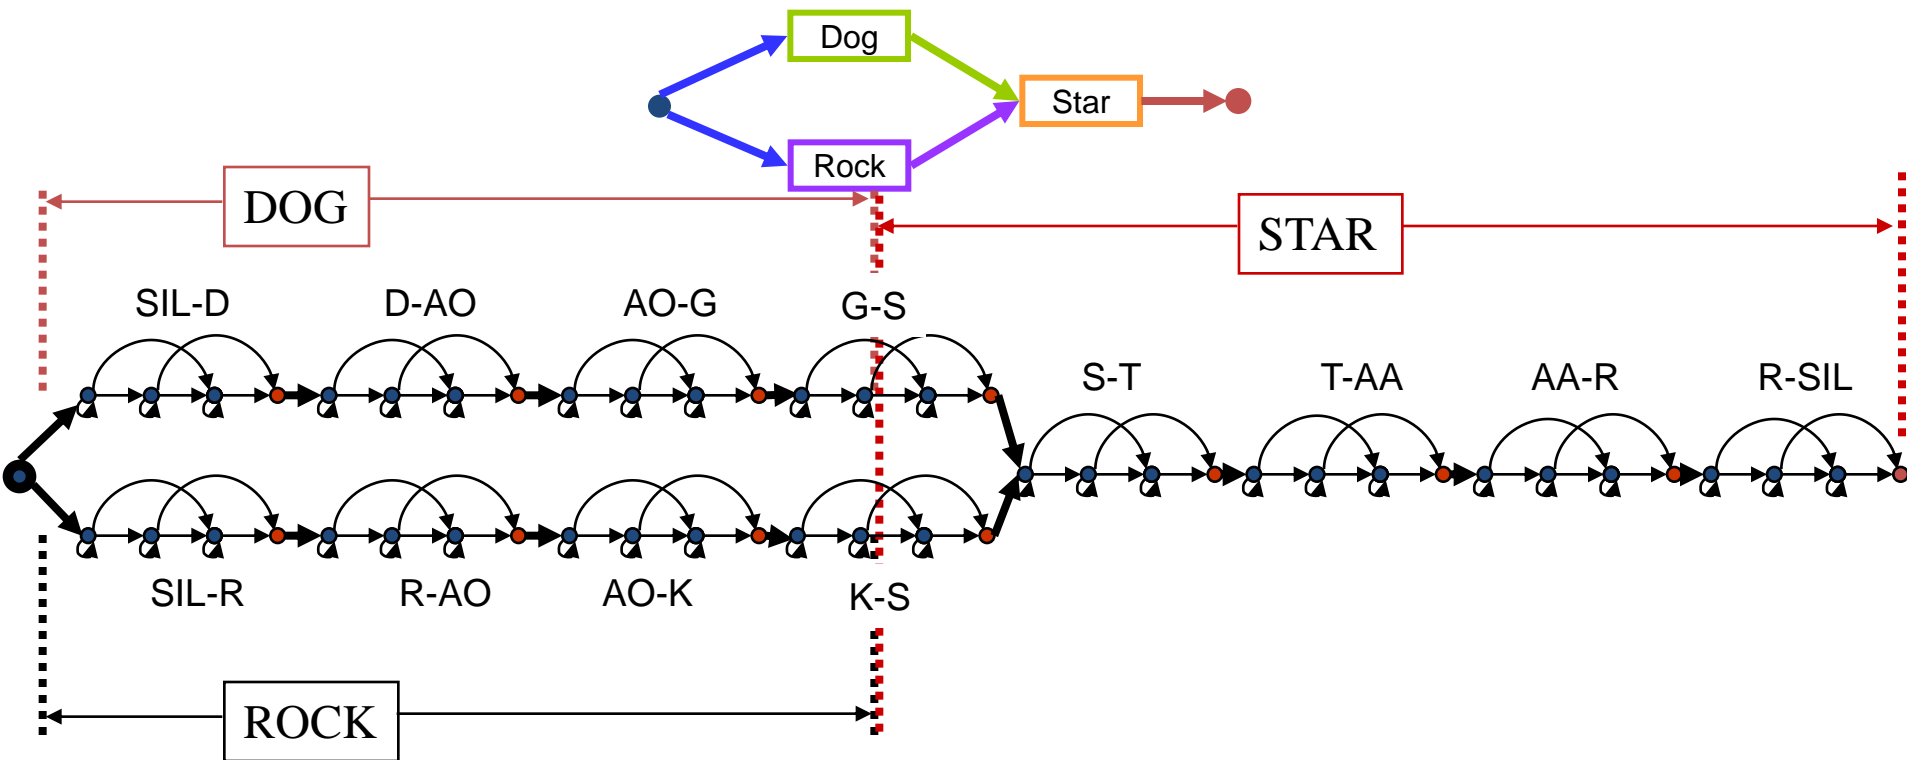 Dog
Star
Rock
DOG
STAR
SIL-D
D-AO
AO-G
G-S
S-T
T-AA
AA-R
R-SIL
SIL-R
R-AO
AO-K
K-S
ROCK